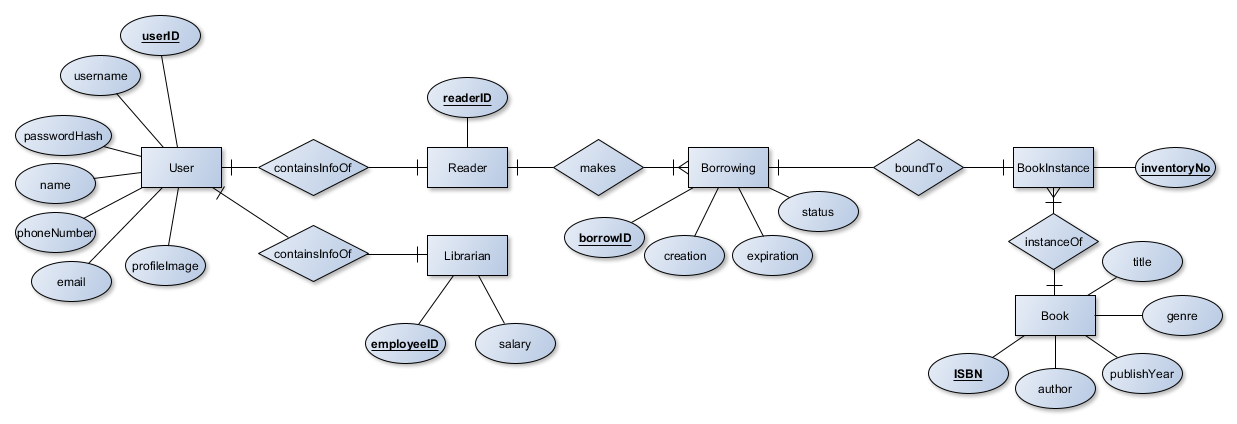 userID
username
readerID
passwordHash
User
containsInfoOf
Reader
makes
Borrowing
boundTo
BookInstance
inventoryNo
name
phoneNumber
email
profileImage
containsInfoOf
Librarian
employeeID
salary
borrowID
creation
expiration
status
instanceOf
title
Book
genre
ISBN
author
publishYear